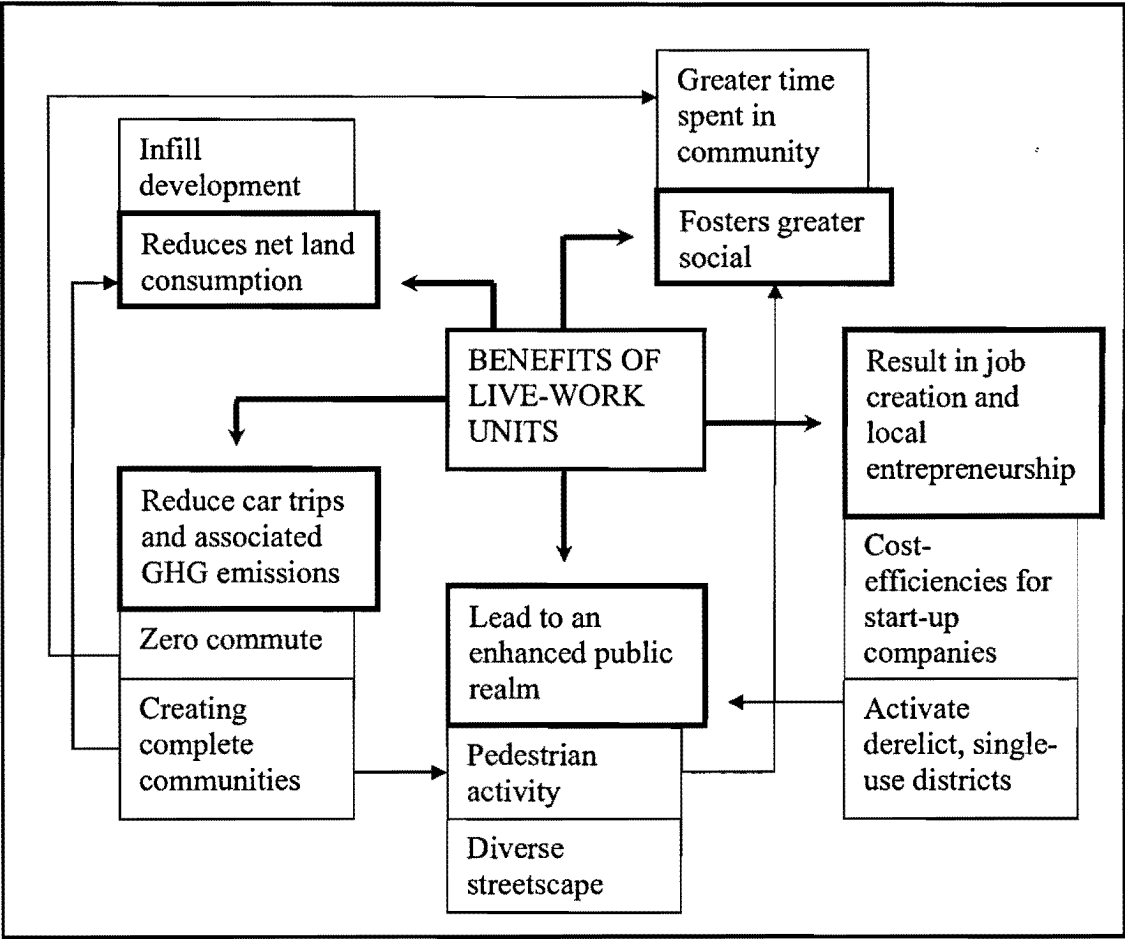 Greater time
spent in
community
Infill
development
Reduces net land
consumption
Fosters greater
social
BENEFITS OF
LIVE-WORK
UNITS
Result in job
creation and
local
entrepreneurship
Reduce car trips
and associated
GHG emissions
Zero commute
Creating
complete
communities
Lead to an
enhanced public
realm
Pedestrian
activity
Diverse
streetscape
Cost-
efficiencies for
start-up
companies
Activate
derelict, single-
use districts